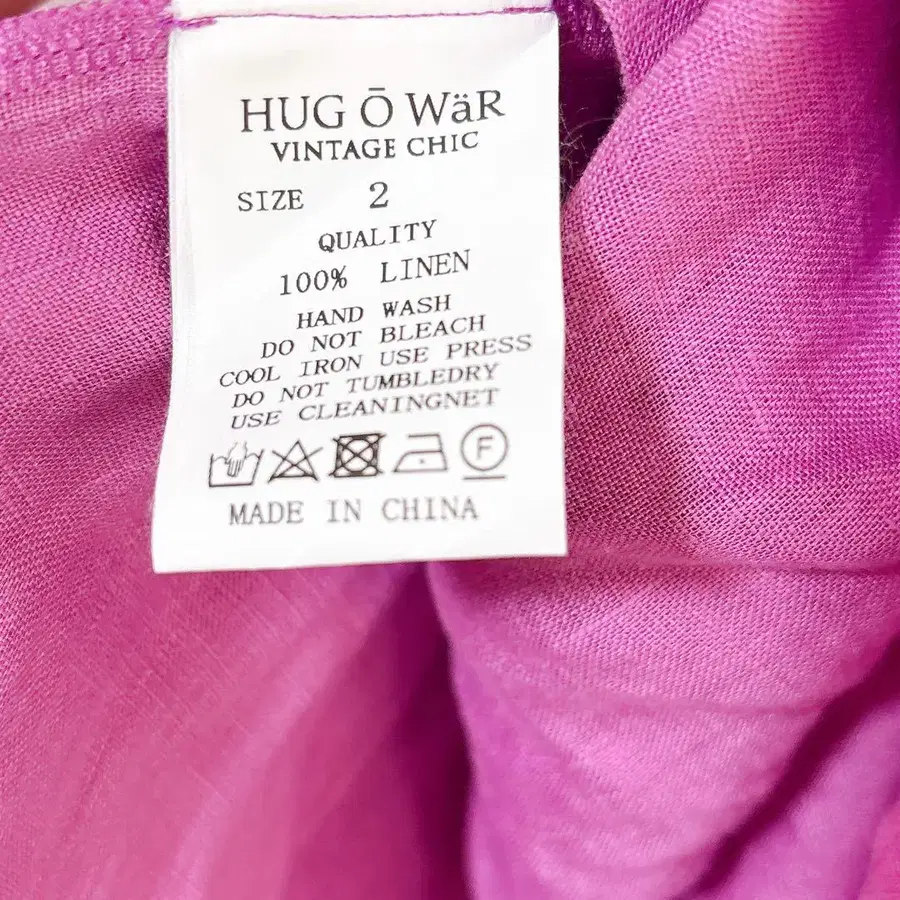 HUG Ō WäR
VINTAGE CHIC
SIZE 2
QUALITY
100% LINEN
HAND WASH
DO NOT BLEACH
COOL IRON USE PRESS
DO NOT TUMBLEDRY
USE CLEANINGNET
F
MADE IN CHINA